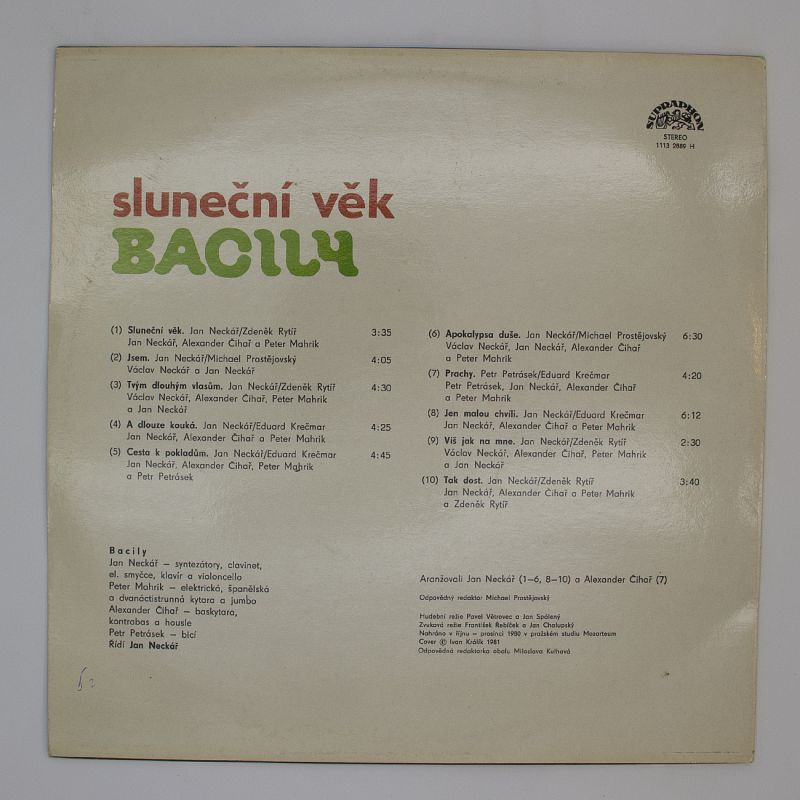 SUPRAPHON
STEREO
1113 2889 H
sluneční věk
BACILY
(1) Sluneční věk. Jan Neckář/Zdeněk Rytíř 3:35
Jan Neckář, Alexander Čihař a Peter Mahrik
(2) Jsem. Jan Neckář/Michael Prostějovský 4:05
Václav Neckář a Jan Neckář
(3) Tvým dlouhým vlasům. Jan Neckář/Zdeněk Rytíř 4:30
Václav Neckář, Alexander Čihař, Peter Mahrik
a Jan Neckář
(4) A dlouze kouká. Jan Neckář/Eduard Krečmar 4:25
Jan Neckář, Alexander Čihař a Peter Mahrik
(5) Cesta k pokladům. Jan Neckář/Eduard Krečmar 4:45
Jan Neckář, Alexander Čihař, Peter Mahrik
a Petr Petrásek
(6) Apokalypsa duše. Jan Neckář/Michael Prostějovský 6:30
Václav Neckář, Jan Neckář, Alexander Čihař
a Peter Mahrik
(7) Prachy. Petr Petrásek/Eduard Krečmar 4:20
Petr Petrásek, Jan Neckář, Alexander Čihař
a Peter Mahrik
(8) Jen malou chvíli. Jan Neckář/Eduard Krečmar 6:12
Jan Neckář, Alexander Čihař a Peter Mahrik
(9) Víš jak na mne. Jan Neckář/Zdeněk Rytíř 2:30
Václav Neckář, Alexander Čihař, Peter Mahrik
a Jan Neckář
(10) Tak dost. Jan Neckář/Zdeněk Rytíř 3:40
Jan Neckář, Alexander Čihař a Peter Mahrik
a Zdeněk Rytíř
Bacily
Jan Neckář – syntezátory, clavinet,
el. smyčce, klavír a violoncello
Peter Mahrik – elektrická, španělská
a dvanáctistrunná kytara a jumbo
Alexander Čihař – baskytara,
kontrabas a housle
Petr Petrásek – bicí
Řídí Jan Neckář
Aranžovali Jan Neckář (1–6, 8–10) a Alexander Čihař (7)
Odpovědný redaktor Michael Prostějovský
Hudební režie Pavel Větrovec a Jan Spálený
Zvuková režie František Řebíček a Jan Chalupský
Nahráno v říjnu – prosinci 1980 v pražském studiu Mozarteum
Cover © Ivan Králík 1981
Odpovědná redaktorka obalu Miloslava Kulhavá